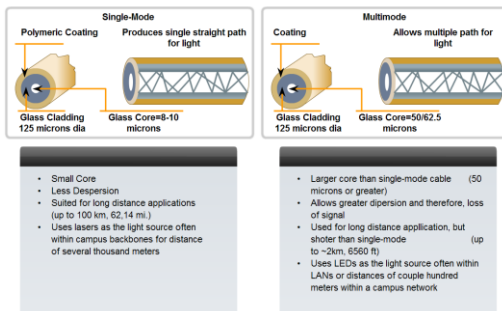 Single-Mode
Polymeric Coating
Produces single straight path
for light
Glass Cladding
125 microns dia
Glass Core=8-10
microns
Multimode
Coating
Allows multiple path for
light
Glass Cladding
125 microns dia
Glass Core=50/62.5
microns
• Small Core
• Less Despersion
• Suited for long distance applications
(up to 100 km, 62,14 mi.)
• Uses lasers as the light source often
within campus backbones for distance
of several thousand meters
• Larger core than single-mode cable (50
microns or greater)
• Allows greater dipersion and therefore, loss
of signal
• Used for long distance appllication, but
shoter than single-mode (up
to ~2km, 6560 ft)
• Uses LEDs as the light source often within
LANs or distances of couple hundred
meters within a campus network